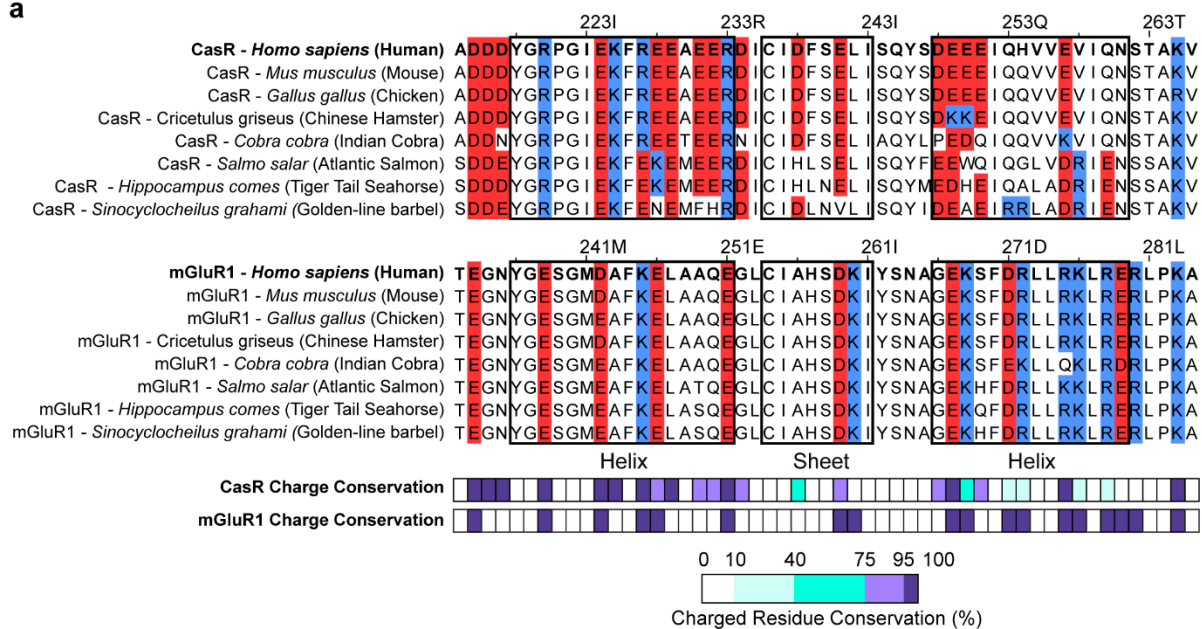 a
223I 233R 243I 253Q 263T
CasR - Homo sapiens (Human) ADDDYGRPGIEKFREEAEERDICIDFSELISQYSDEEEIQHVVEVIQNSTAKV
CasR - Mus musculus (Mouse) ADDDYGRPGIEKFREEAEERDICIDFSELISQYSDEEEIQQVVEVIQNSTAKV
CasR - Gallus gallus (Chicken) ADDDYGRPGIEKFREEAEERDICIDFSELISQYSDEEEIQQVVEVIQNSTARV
CasR - Cricetulus griseus (Chinese Hamster) ADDDYGRPGIEKFREEAEERDICIDFSELISQYSDKKEIQQVVEVIQNSTAKV
CasR - Cobra cobra (Indian Cobra) ADDNYGRPGIEKFREETEERNICIDFSELIAQYLPEDQIQQVVKVIQNSTAKV
CasR - Salmo salar (Atlantic Salmon) SDDEYGRPGIEKFEKEMEERDICIHLSELISQYFEEWQIQGLVDRIENSSAKV
CasR - Hippocampus comes (Tiger Tail Seahorse) SDDDYGRPGIEKFEKEMEERDICIHLNELISQYMEDHEIQALADRIENSSAKV
CasR - Sinocyclocheilus grahami (Golden-line barbel) SDDEYGRPGIEKFENEMFHRDICIDLNVLISQYIDEAEIRRLADRIENSTAKV
241M 251E 261I 271D 281L
mGluR1 - Homo sapiens (Human) TEGNYGESGMDAFKELAAQEGLCIAHSDKIYSNAGEKSFDRLLRKLRERLPKA
mGluR1 - Mus musculus (Mouse) TEGNYGESGMDAFKELAAQEGLCIAHSDKIYSNAGEKSFDRLLRKLRERLPKA
mGluR1 - Gallus gallus (Chicken) TEGNYGESGMDAFKELAAQEGLCIAHSDKIYSNAGEKSFDRLLRKLRERLPKA
mGluR1 - Cricetulus griseus (Chinese Hamster) TEGNYGESGMDAFKELAAQEGLCIAHSDKIYSNAGEKSFDRLLRKLRERLPKA
mGluR1 - Cobra cobra (Indian Cobra) TEGNYGESGMDAFKELAAQEGLCIAHSDKIYSNAGEKSFEKLLQKLRDRLPKA
mGluR1 - Salmo salar (Atlantic Salmon) TEGNYGESGMEAFKELATQEGLCIAHSDKIYSNAGEKHFDRLLKKLRERLPKA
mGluR1 - Hippocampus comes (Tiger Tail Seahorse) TEGNYGESGMEAFKELASQEGLCIAHSDKIYSNAGEKQFDRLLRKLRERLPKA
mGluR1 - Sinocyclocheilus grahami (Golden-line barbel) TEGNYGESGMEAFKELASQEGLCIAHSDKIYSNAGEKHFDRLLRKLRERLPKA
Helix Sheet Helix
CasR Charge Conservation
mGluR1 Charge Conservation
0 10 40 75 95 100
Charged Residue Conservation (%)